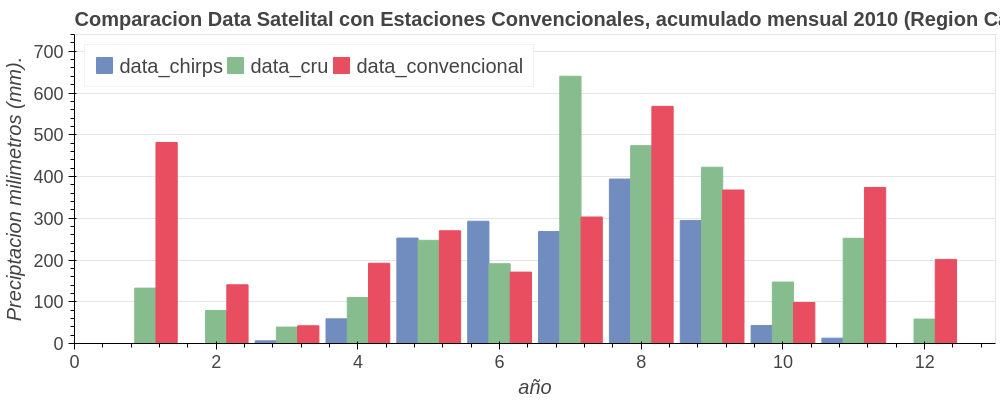 Comparacion Data Satelital con Estaciones Convencionales, acumulado mensual 2010 (Region
data_chirps data_cru data_convencional
Preciptacion milimetros (mm).
700
600
500
400
300
200
100
0
0 2 4 6 8 10 12
año